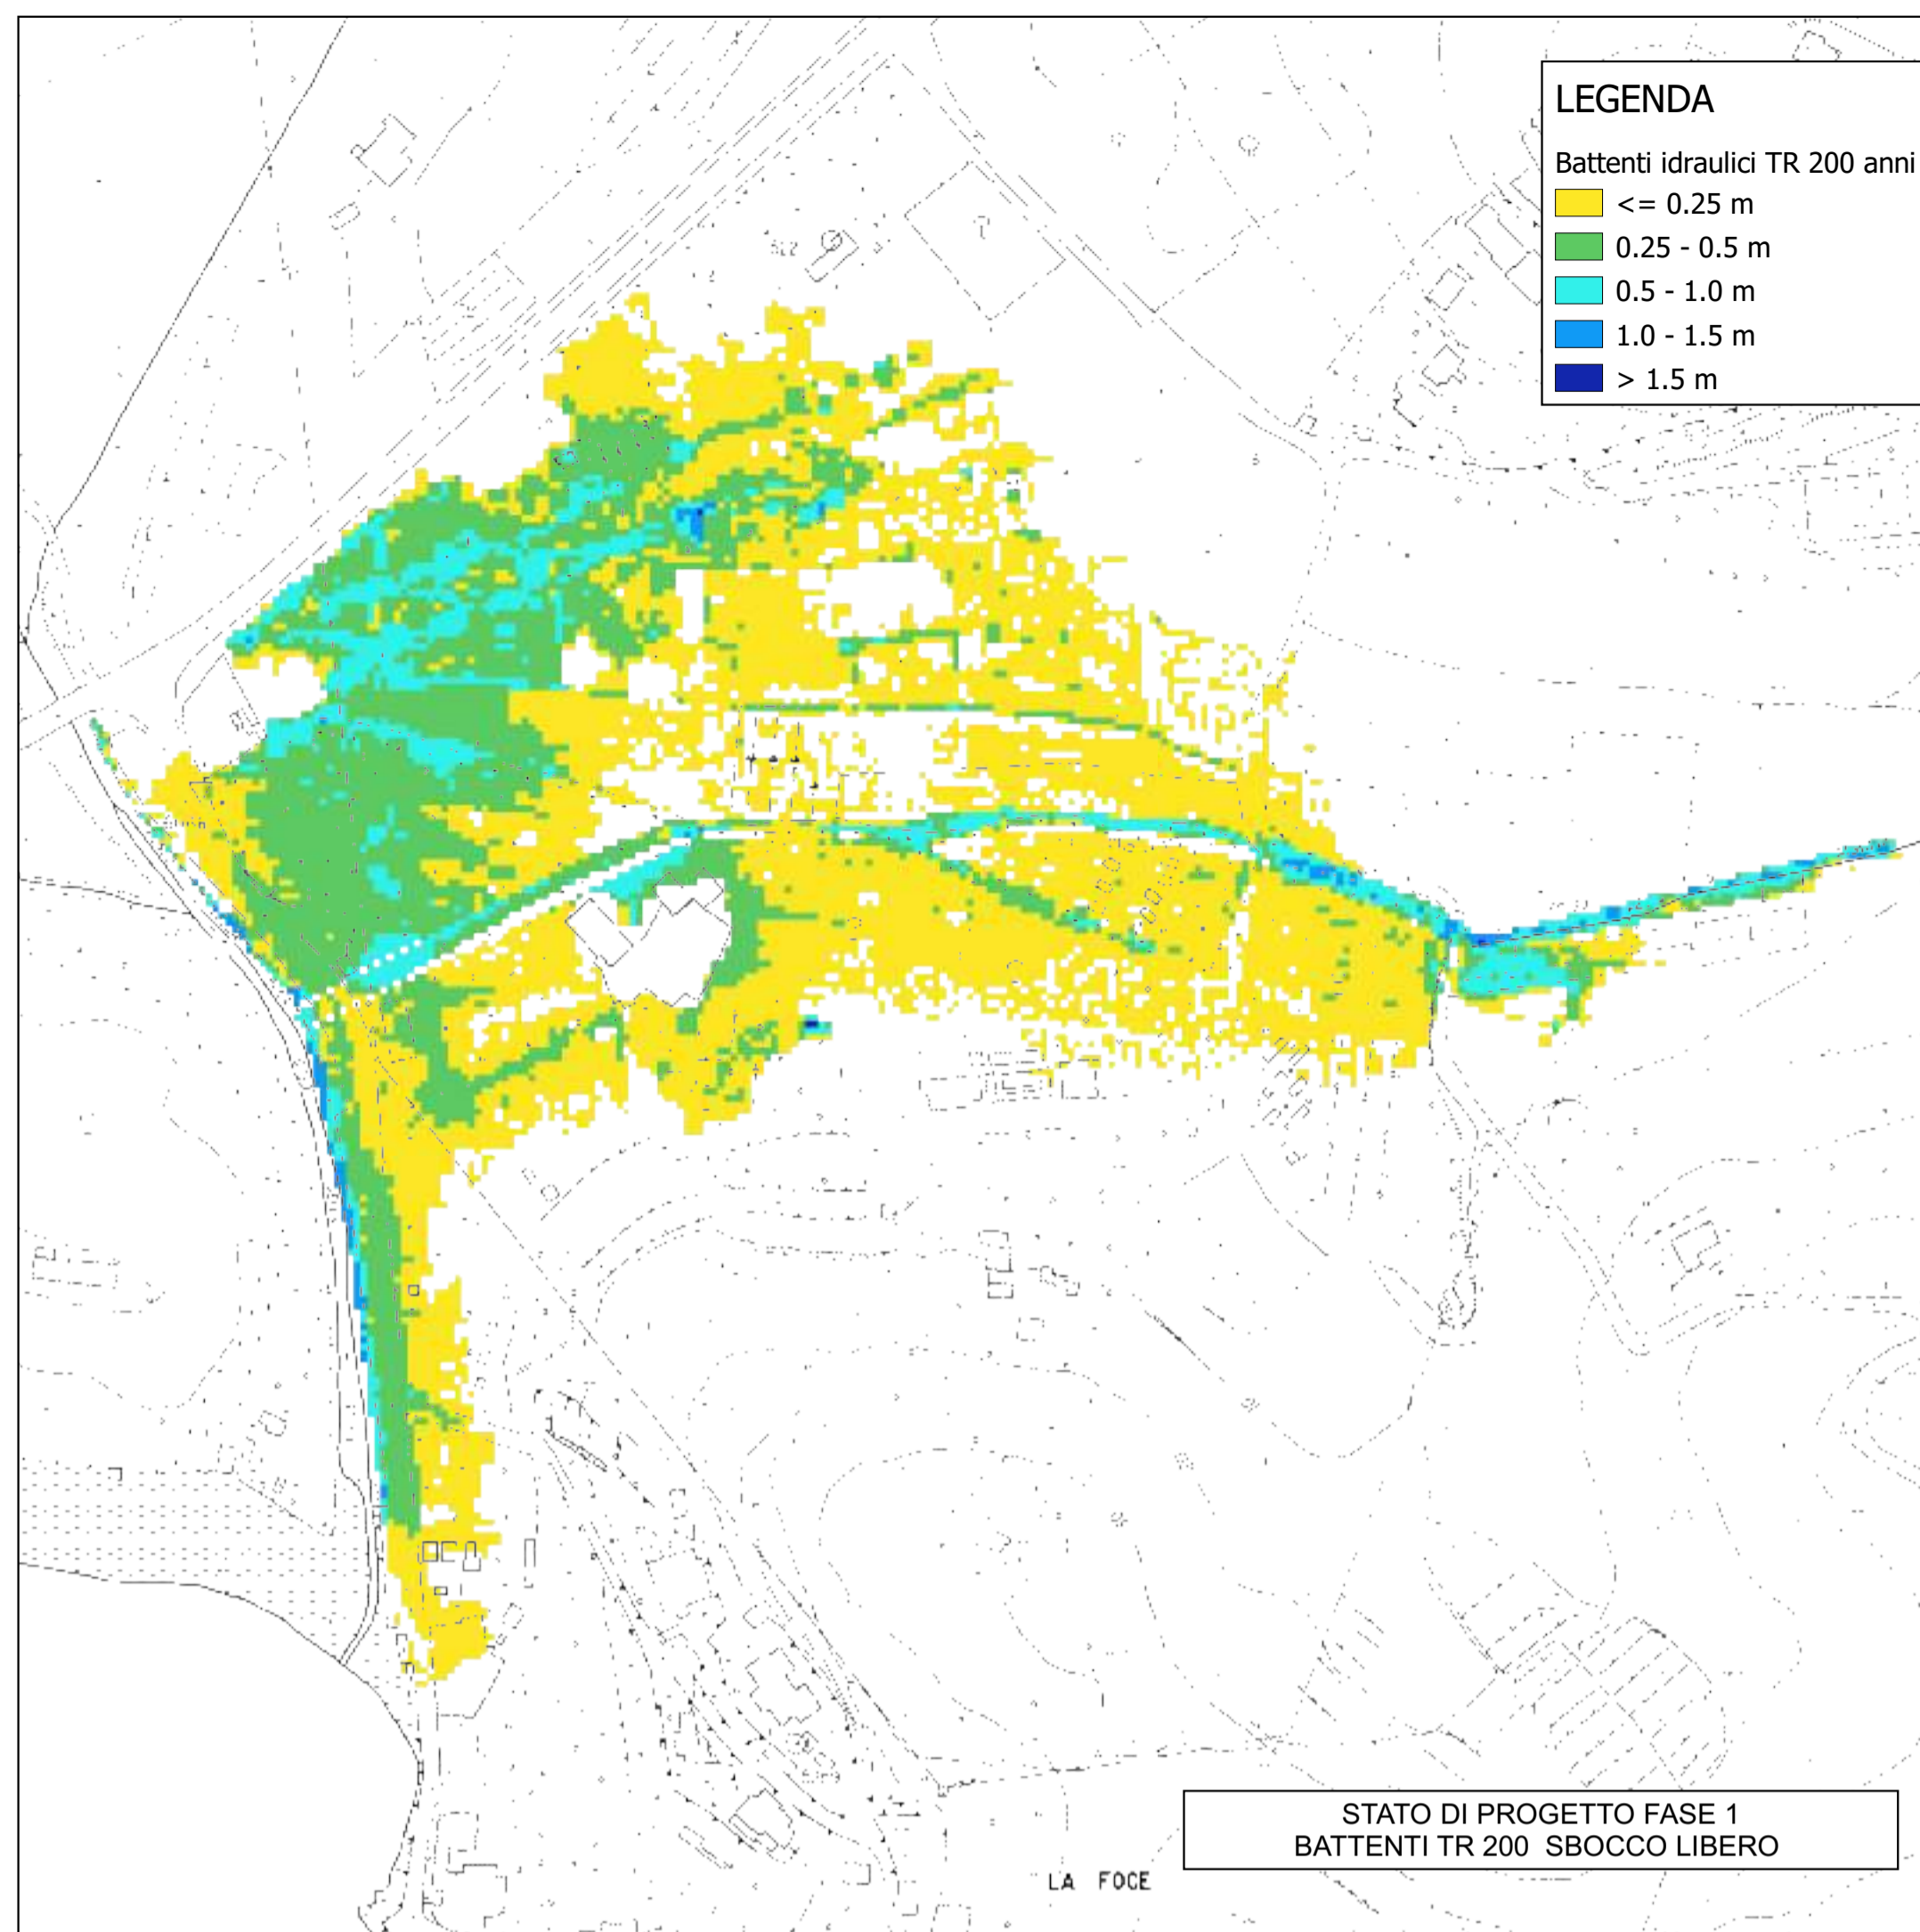 LEGENDA
Battenti idraulici TR 200 anni
<= 0.25 m
0.25 - 0.5 m
0.5 - 1.0 m
1.0 - 1.5 m
> 1.5 m
STATO DI PROGETTO FASE 1
BATTENTI TR 200 SBOCCO LIBERO
LA FOCE